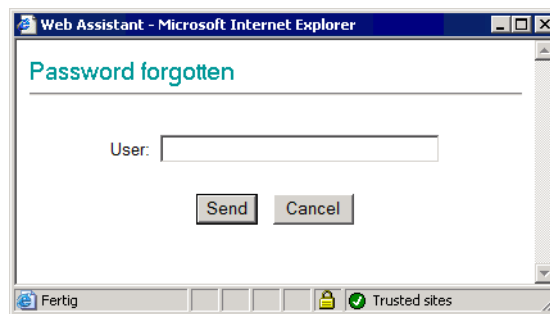 Web Assistant - Microsoft Internet Explorer
Password forgotten
User:
Send Cancel
Fertig Trusted sites